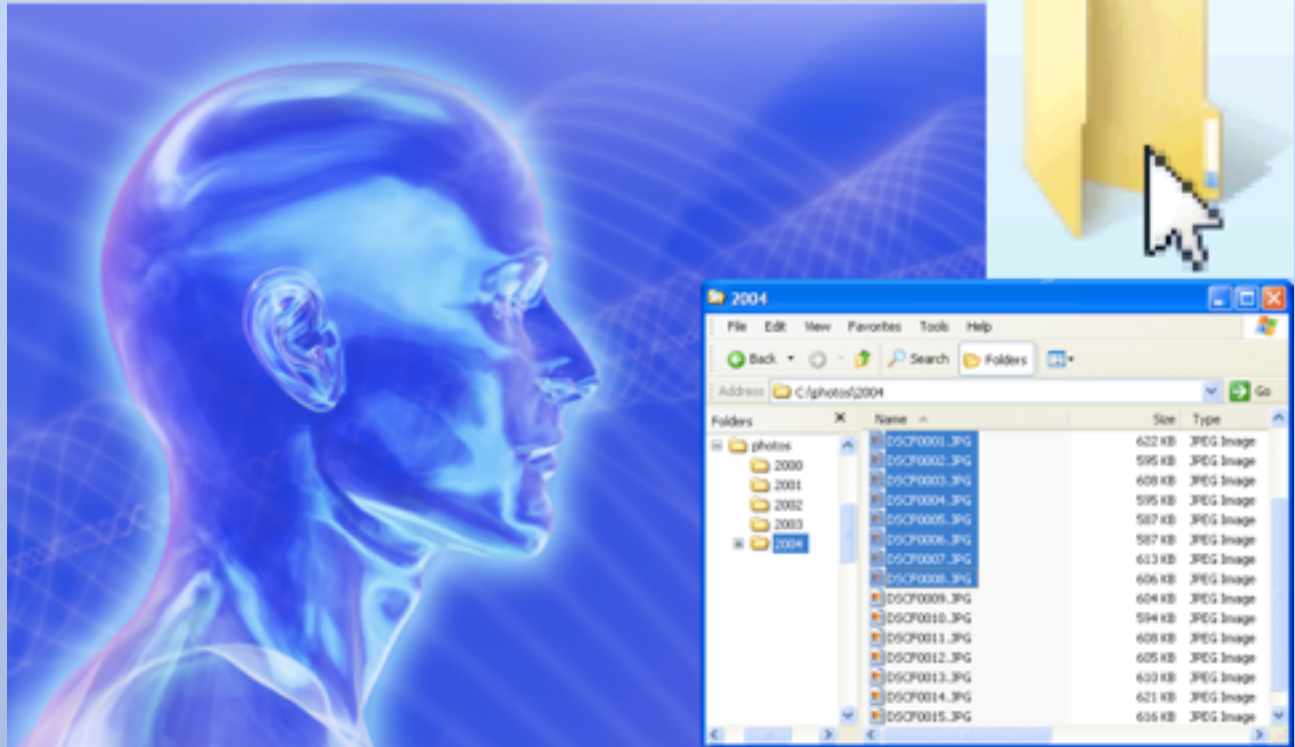 2004
File Edit View Favorites Tools Help
Back Search Folders
Address C:\photos\2004 Go
Folders Name Size Type
photos DSCF0001.JPG 622 KB JPEG Image
2000 DSCF0002.JPG 595 KB JPEG Image
2001 DSCF0003.JPG 608 KB JPEG Image
2002 DSCF0004.JPG 595 KB JPEG Image
2003 DSCF0005.JPG 587 KB JPEG Image
2004 DSCF0006.JPG 587 KB JPEG Image
DSCF0007.JPG 613 KB JPEG Image
DSCF0008.JPG 606 KB JPEG Image
DSCF0009.JPG 604 KB JPEG Image
DSCF0010.JPG 594 KB JPEG Image
DSCF0011.JPG 608 KB JPEG Image
DSCF0012.JPG 605 KB JPEG Image
DSCF0013.JPG 610 KB JPEG Image
DSCF0014.JPG 621 KB JPEG Image
DSCF0015.JPG 616 KB JPEG Image